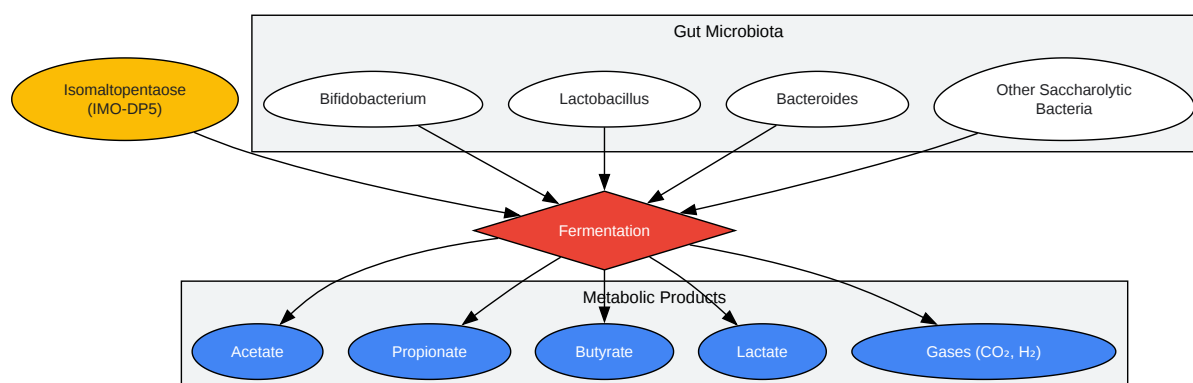 Gut Microbiota
Isomaltopentaose
(IMO-DP5)
Bifidobacterium
Lactobacillus
Bacteroides
Other Saccharolytic
Bacteria
Fermentation
Metabolic Products
Acetate
Propionate
Butyrate
Lactate
Gases (CO₂, H₂)